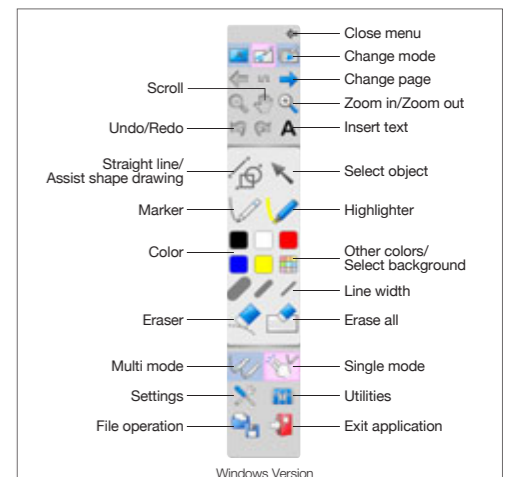 Close menu
Change mode
Change page
Scroll
Zoom in/Zoom out
Undo/Redo
Insert text
Straight line/
Assist shape drawing
Select object
Marker
Highlighter
Color
Other colors/
Select background
Line width
Eraser
Erase all
Multi mode
Single mode
Settings
Utilities
File operation
Exit application
Windows Version
1/1
A